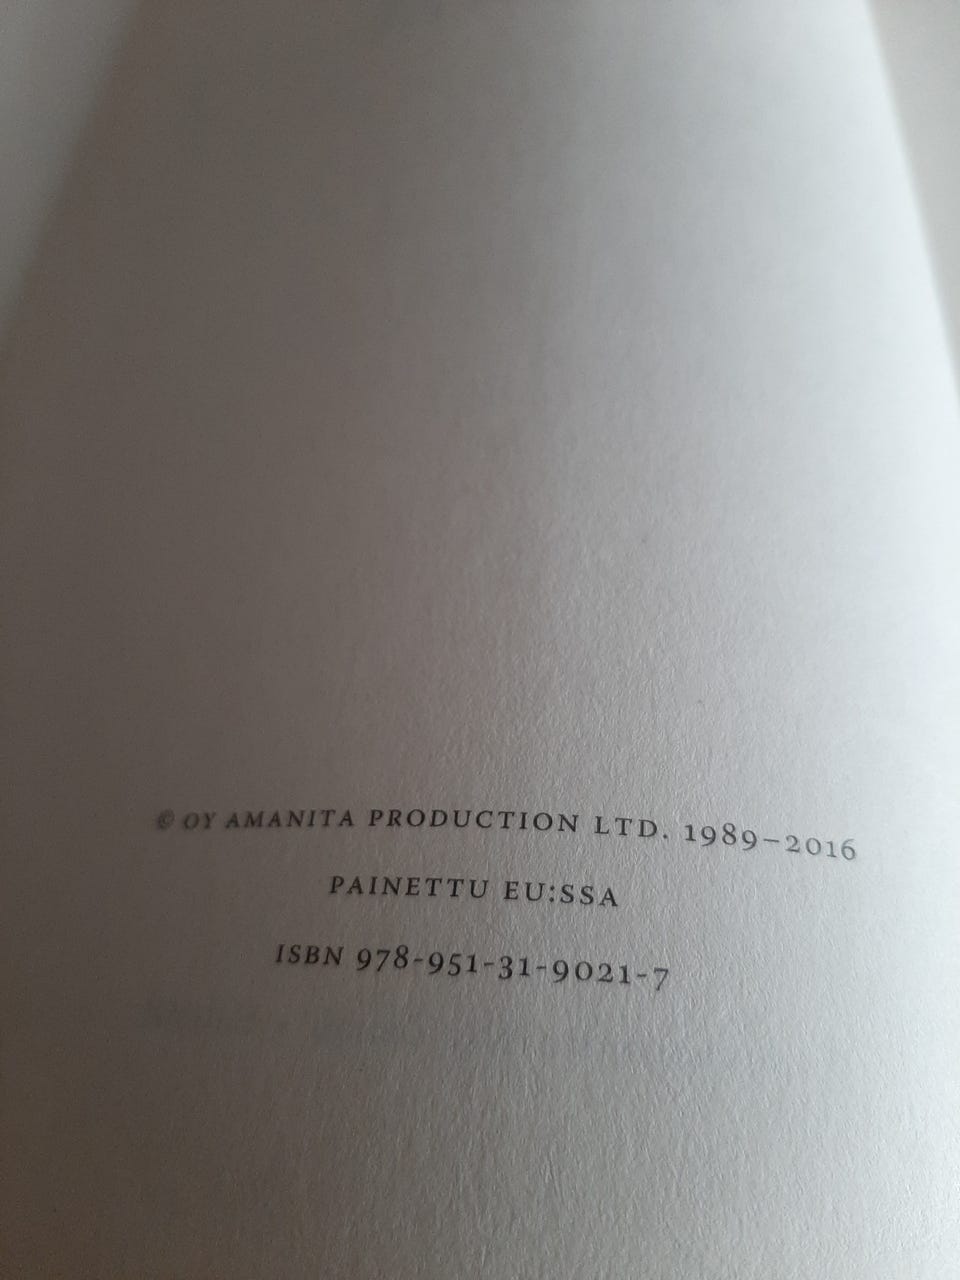 © OY AMANITA PRODUCTION LTD. 1989–2016
PAINETTU EU:SSA
ISBN 978-951-31-9021-7